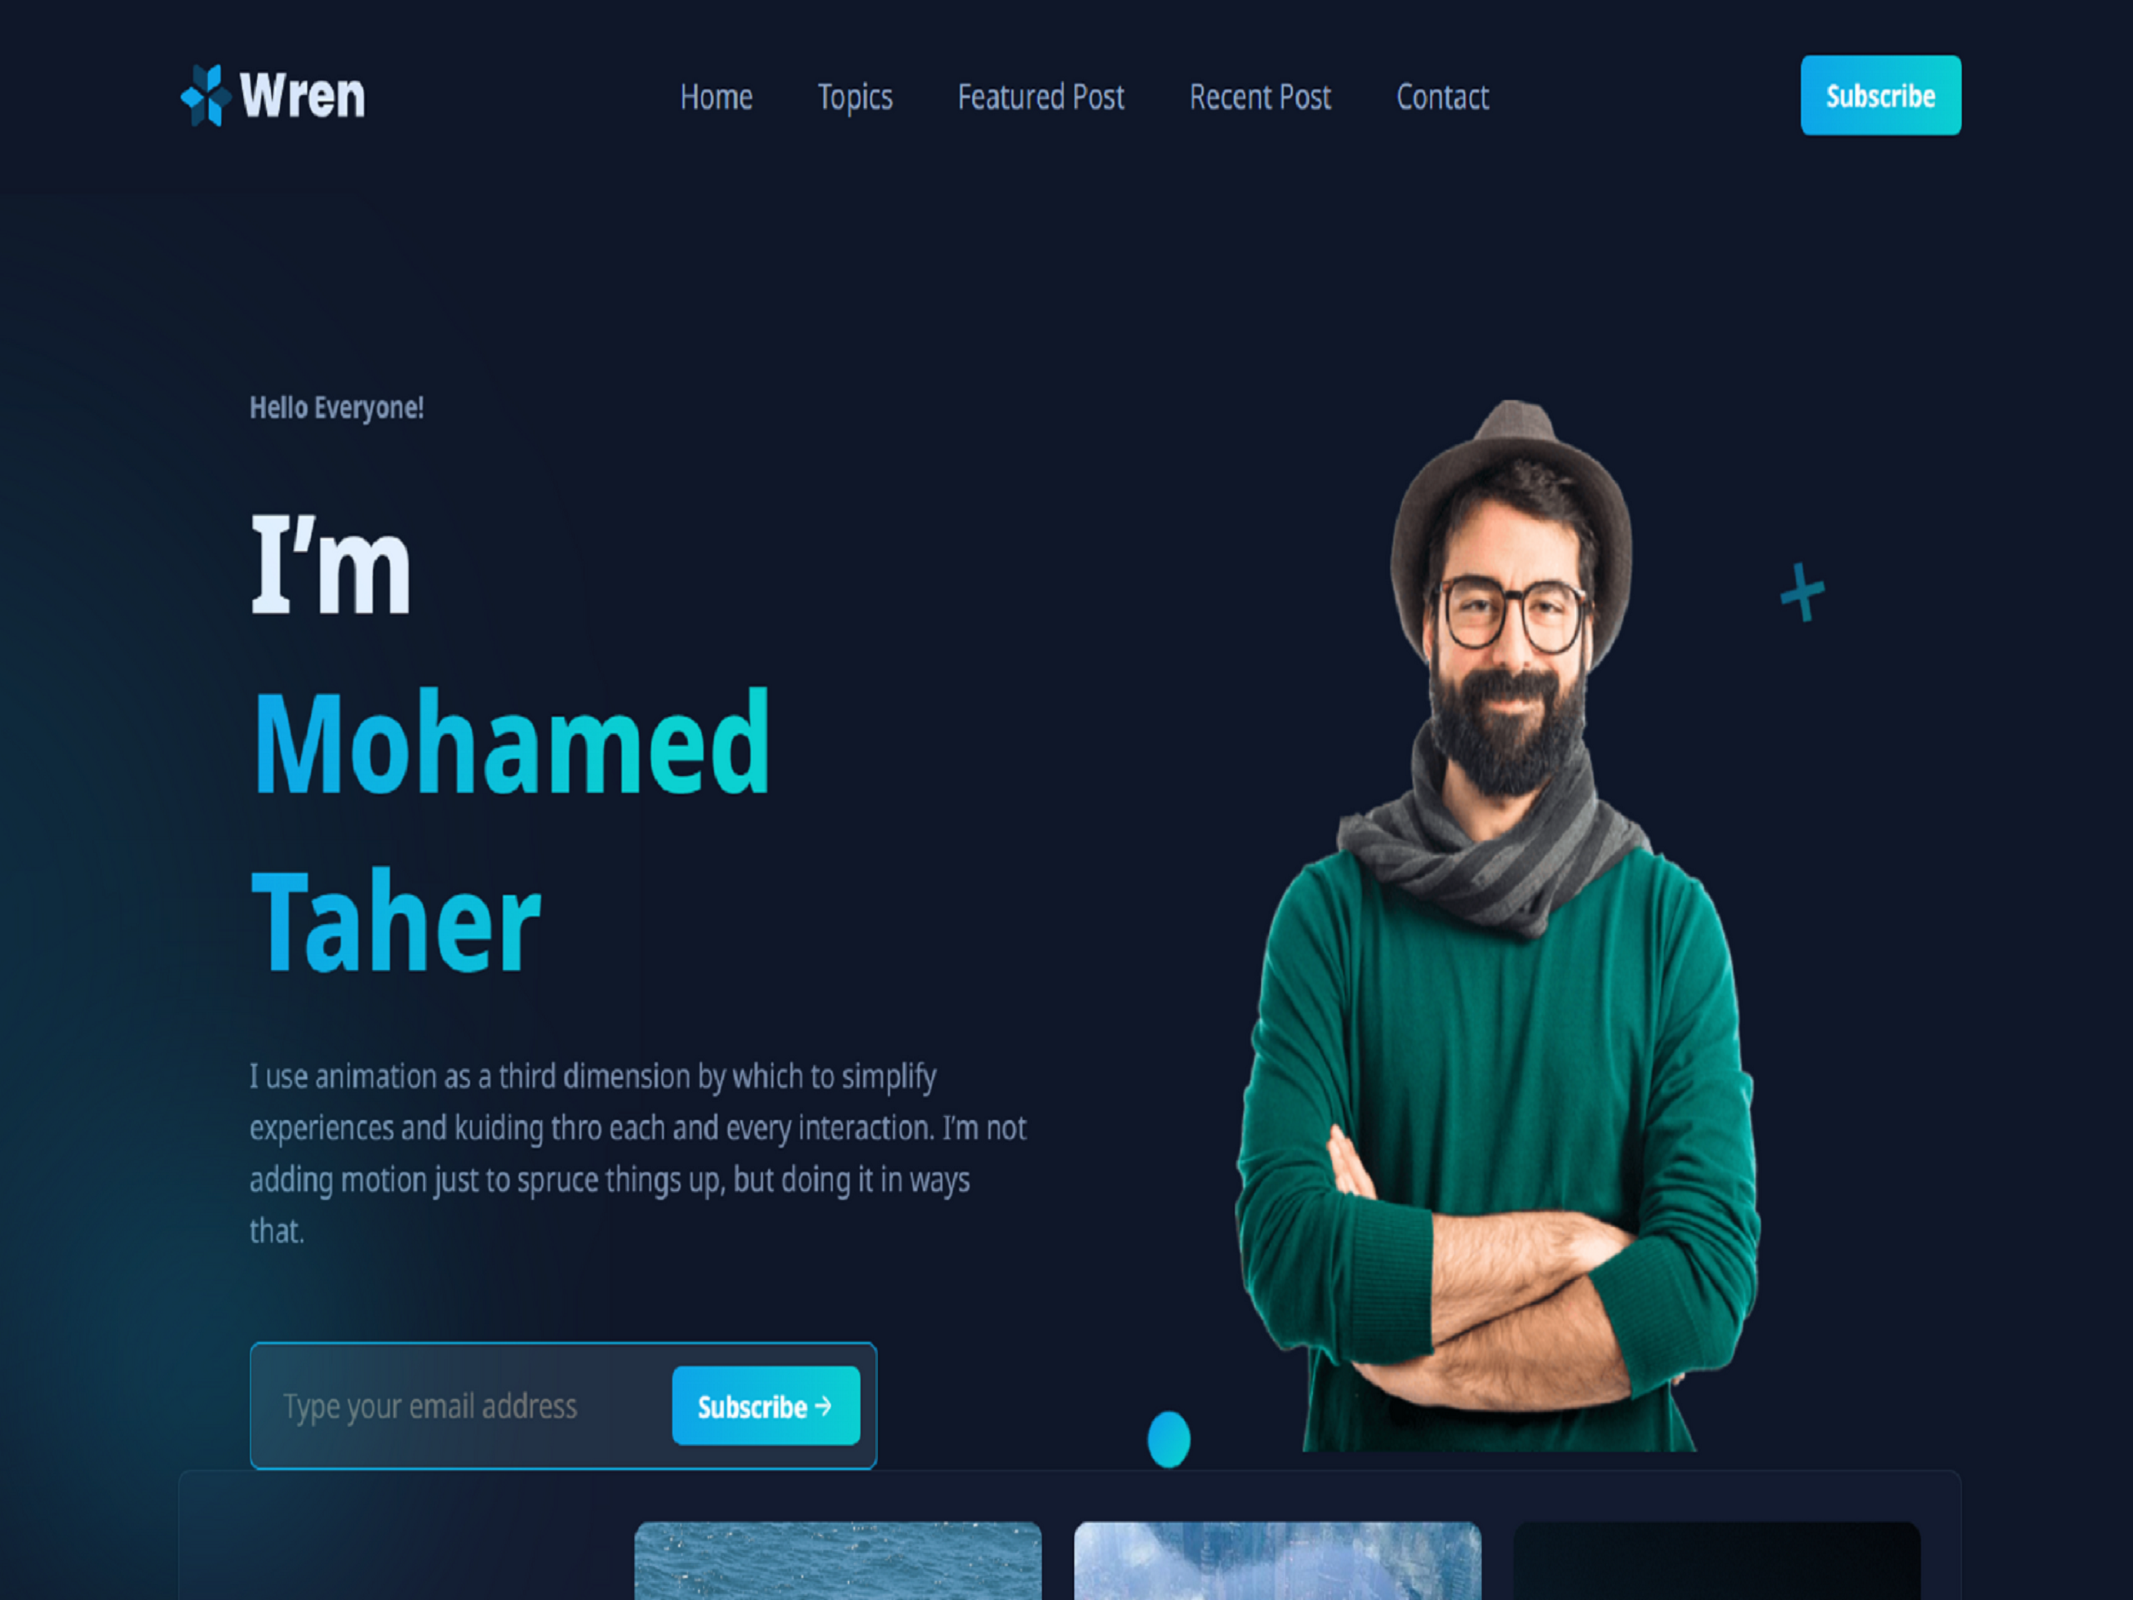 Wren
Home Topics Featured Post Recent Post Contact
Subscribe
Hello Everyone!
I’m
Mohamed
Taher
I use animation as a third dimension by which to simplify
experiences and kuiding thro each and every interaction. I’m not
adding motion just to spruce things up, but doing it in ways
that.
Type your email address
Subscribe →